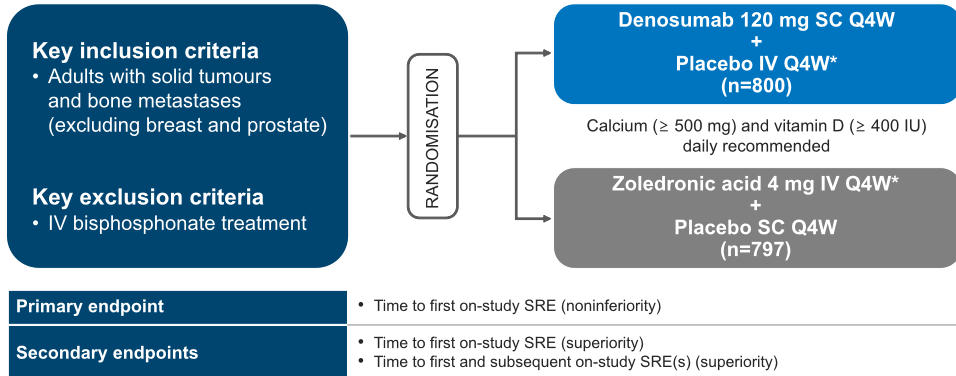 Key inclusion criteria
• Adults with solid tumours
and bone metastases
(excluding breast and prostate)
Key exclusion criteria
• IV bisphosphonate treatment
RANDOMISATION
Denosumab 120 mg SC Q4W
+
Placebo IV Q4W*
(n=800)
Calcium (≥ 500 mg) and vitamin D (≥ 400 IU)
daily recommended
Zoledronic acid 4 mg IV Q4W*
+
Placebo SC Q4W
(n=797)
Primary endpoint
• Time to first on-study SRE (noninferiority)
Secondary endpoints
• Time to first on-study SRE (superiority)
• Time to first and subsequent on-study SRE(s) (superiority)